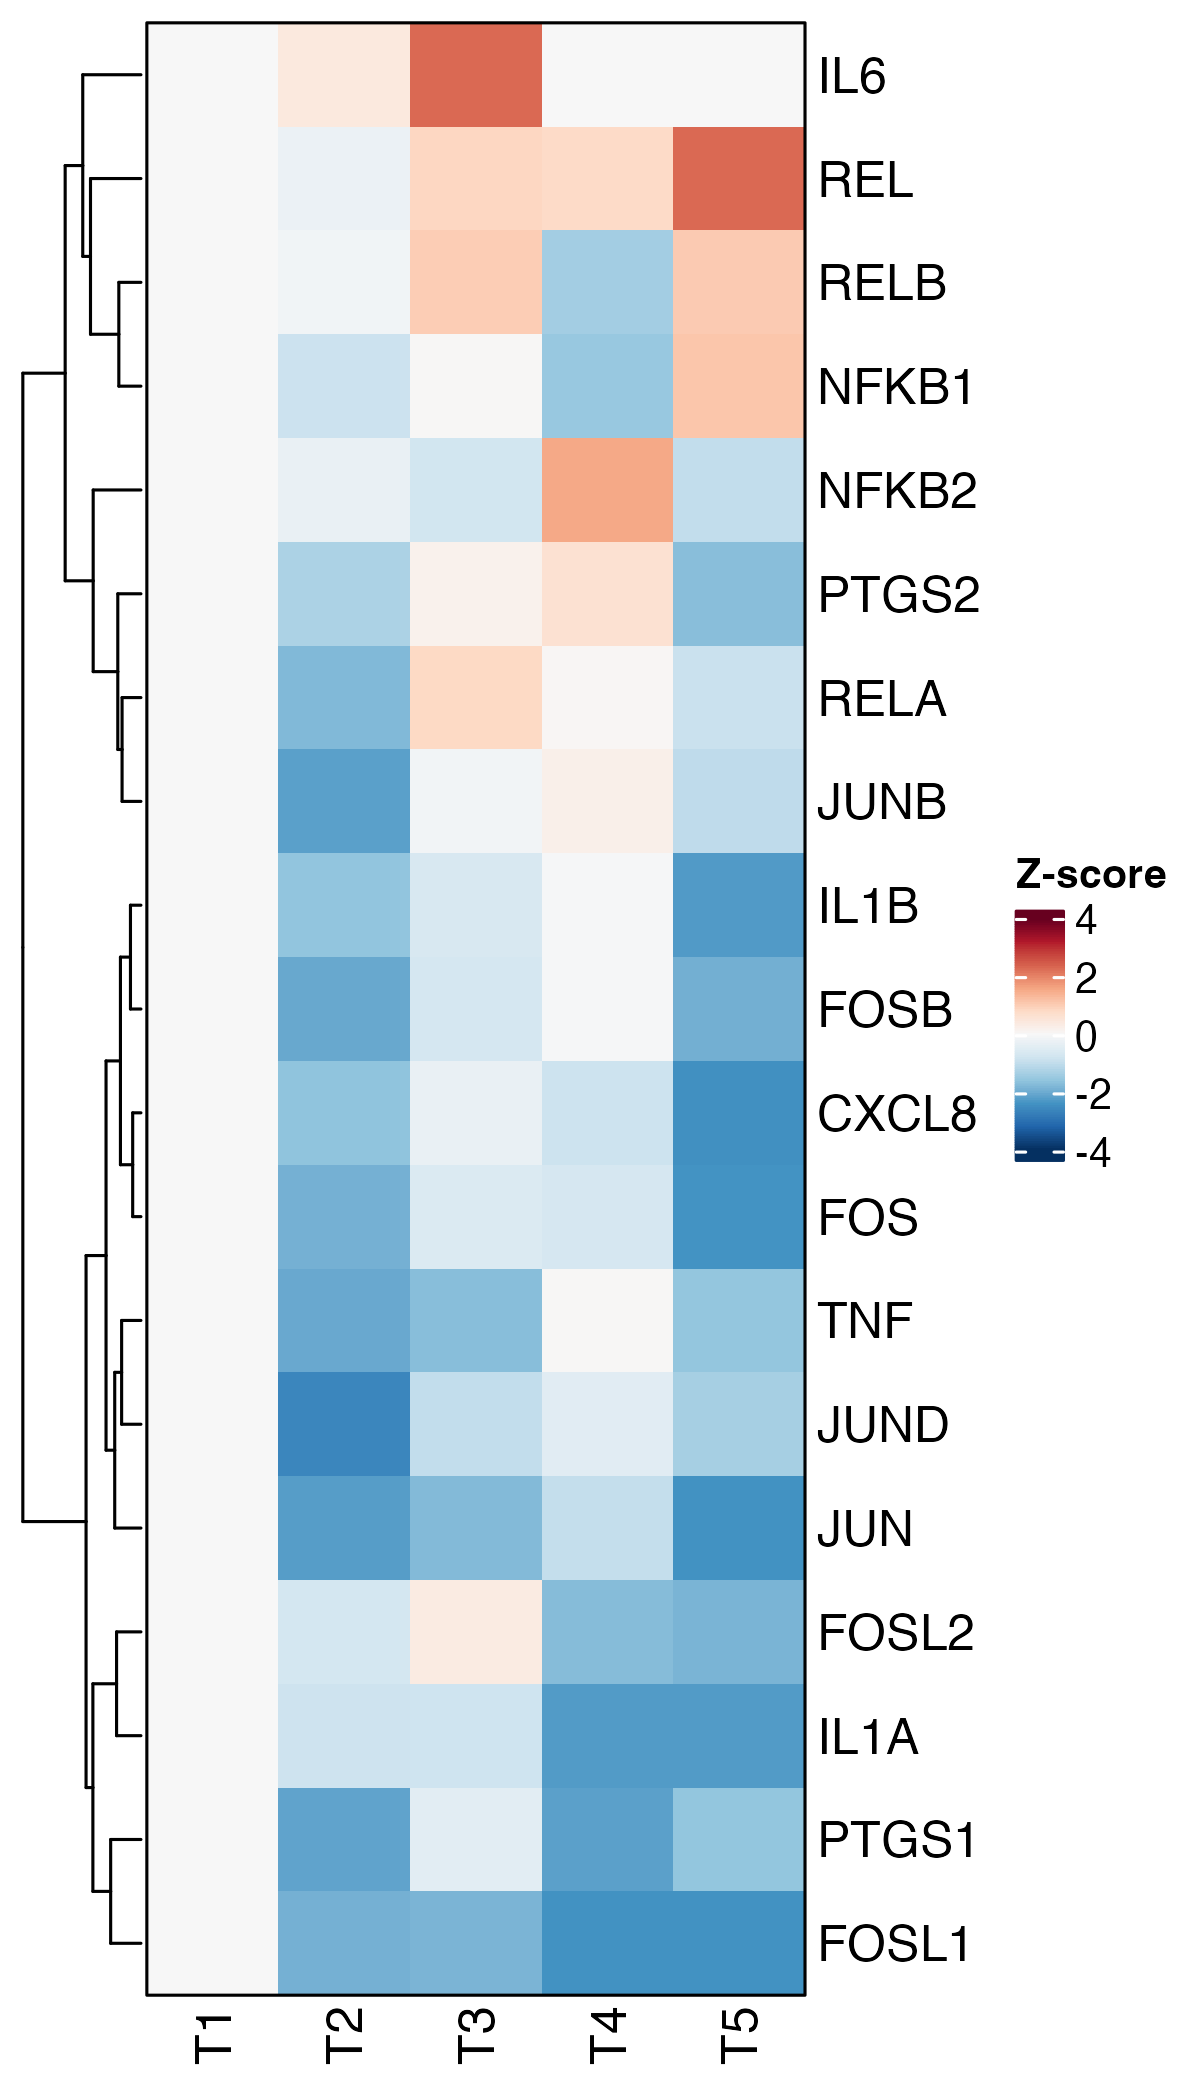 IL6
REL
RELB
NFKB1
NFKB2
PTGS2
RELA
JUNB
IL1B
FOSB
CXCL8
FOS
TNF
JUND
JUN
FOSL2
IL1A
PTGS1
FOSL1
T1
T2
T3
T4
T5
Z-score
4
2
0
-2
-4